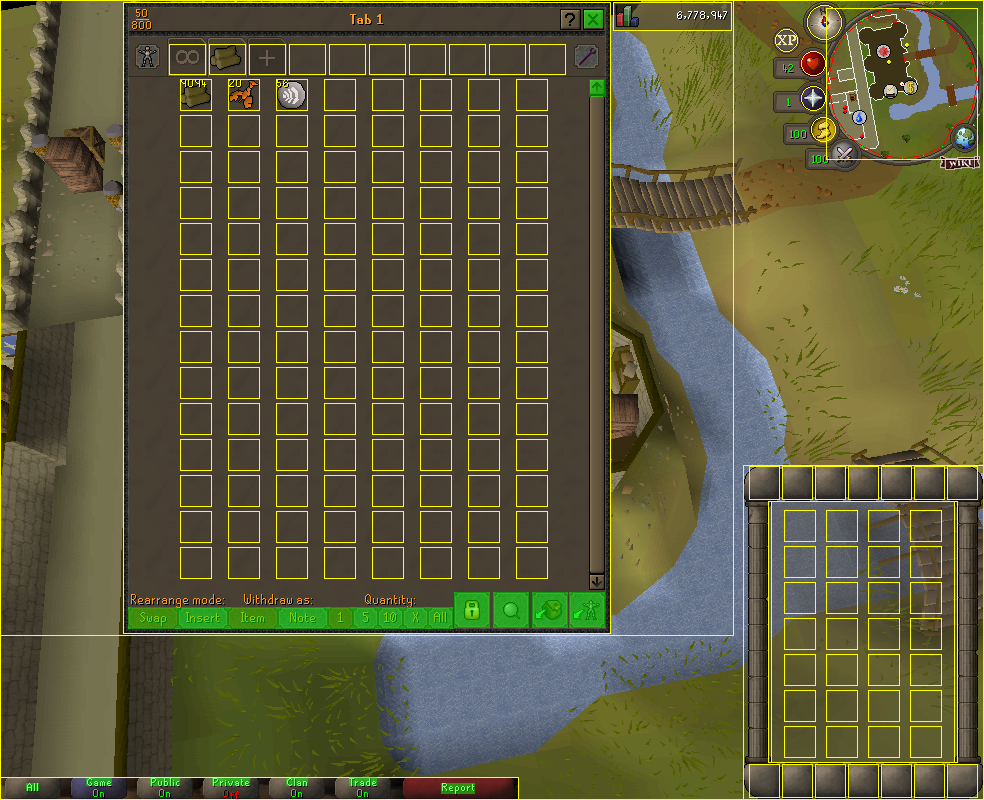 50
800
Tab 1
?
6,778,947
XP
42
1
100
100
WIKI
9094
20
58
Rearrange mode:
Withdraw as:
Quantity:
Swap
Insert
Item
Note
1
5
10
X
All
All
Game
On
Public
On
Private
Off
Clan
On
Trade
On
Report